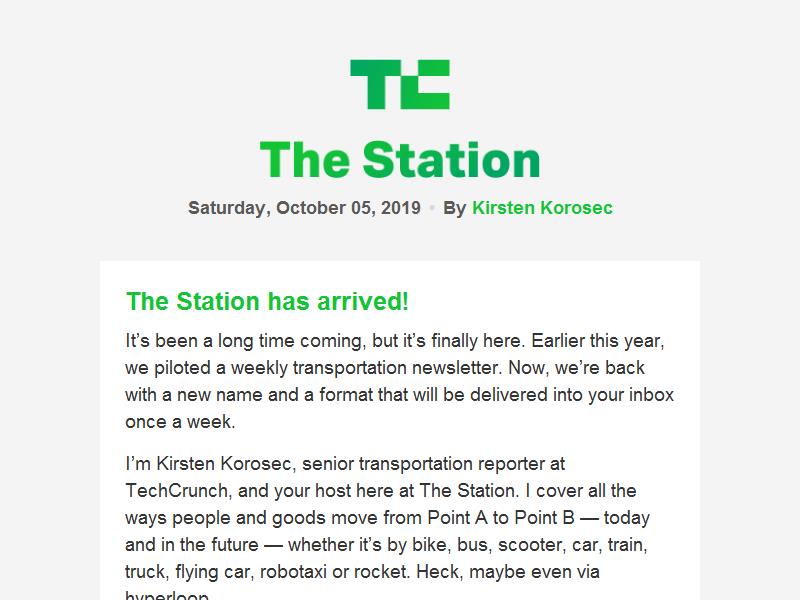 TC
The Station
Saturday, October 05, 2019 • By Kirsten Korosec
The Station has arrived!
It’s been a long time coming, but it’s finally here. Earlier this year,
we piloted a weekly transportation newsletter. Now, we’re back
with a new name and a format that will be delivered into your inbox
once a week.
I’m Kirsten Korosec, senior transportation reporter at
TechCrunch, and your host here at The Station. I cover all the
ways people and goods move from Point A to Point B — today
and in the future — whether it’s by bike, bus, scooter, car, train,
truck, flying car, robotaxi or rocket. Heck, maybe even via
hyperloop